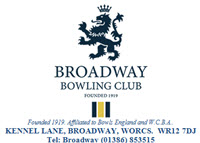 BROADWAY
BOWLING CLUB
FOUNDED 1919
Founded 1919. Affiliated to Bowls England and W.C.B.A.
KENNEL LANE, BROADWAY, WORCS. WR12 7DJ
Tel: Broadway (01386) 853515